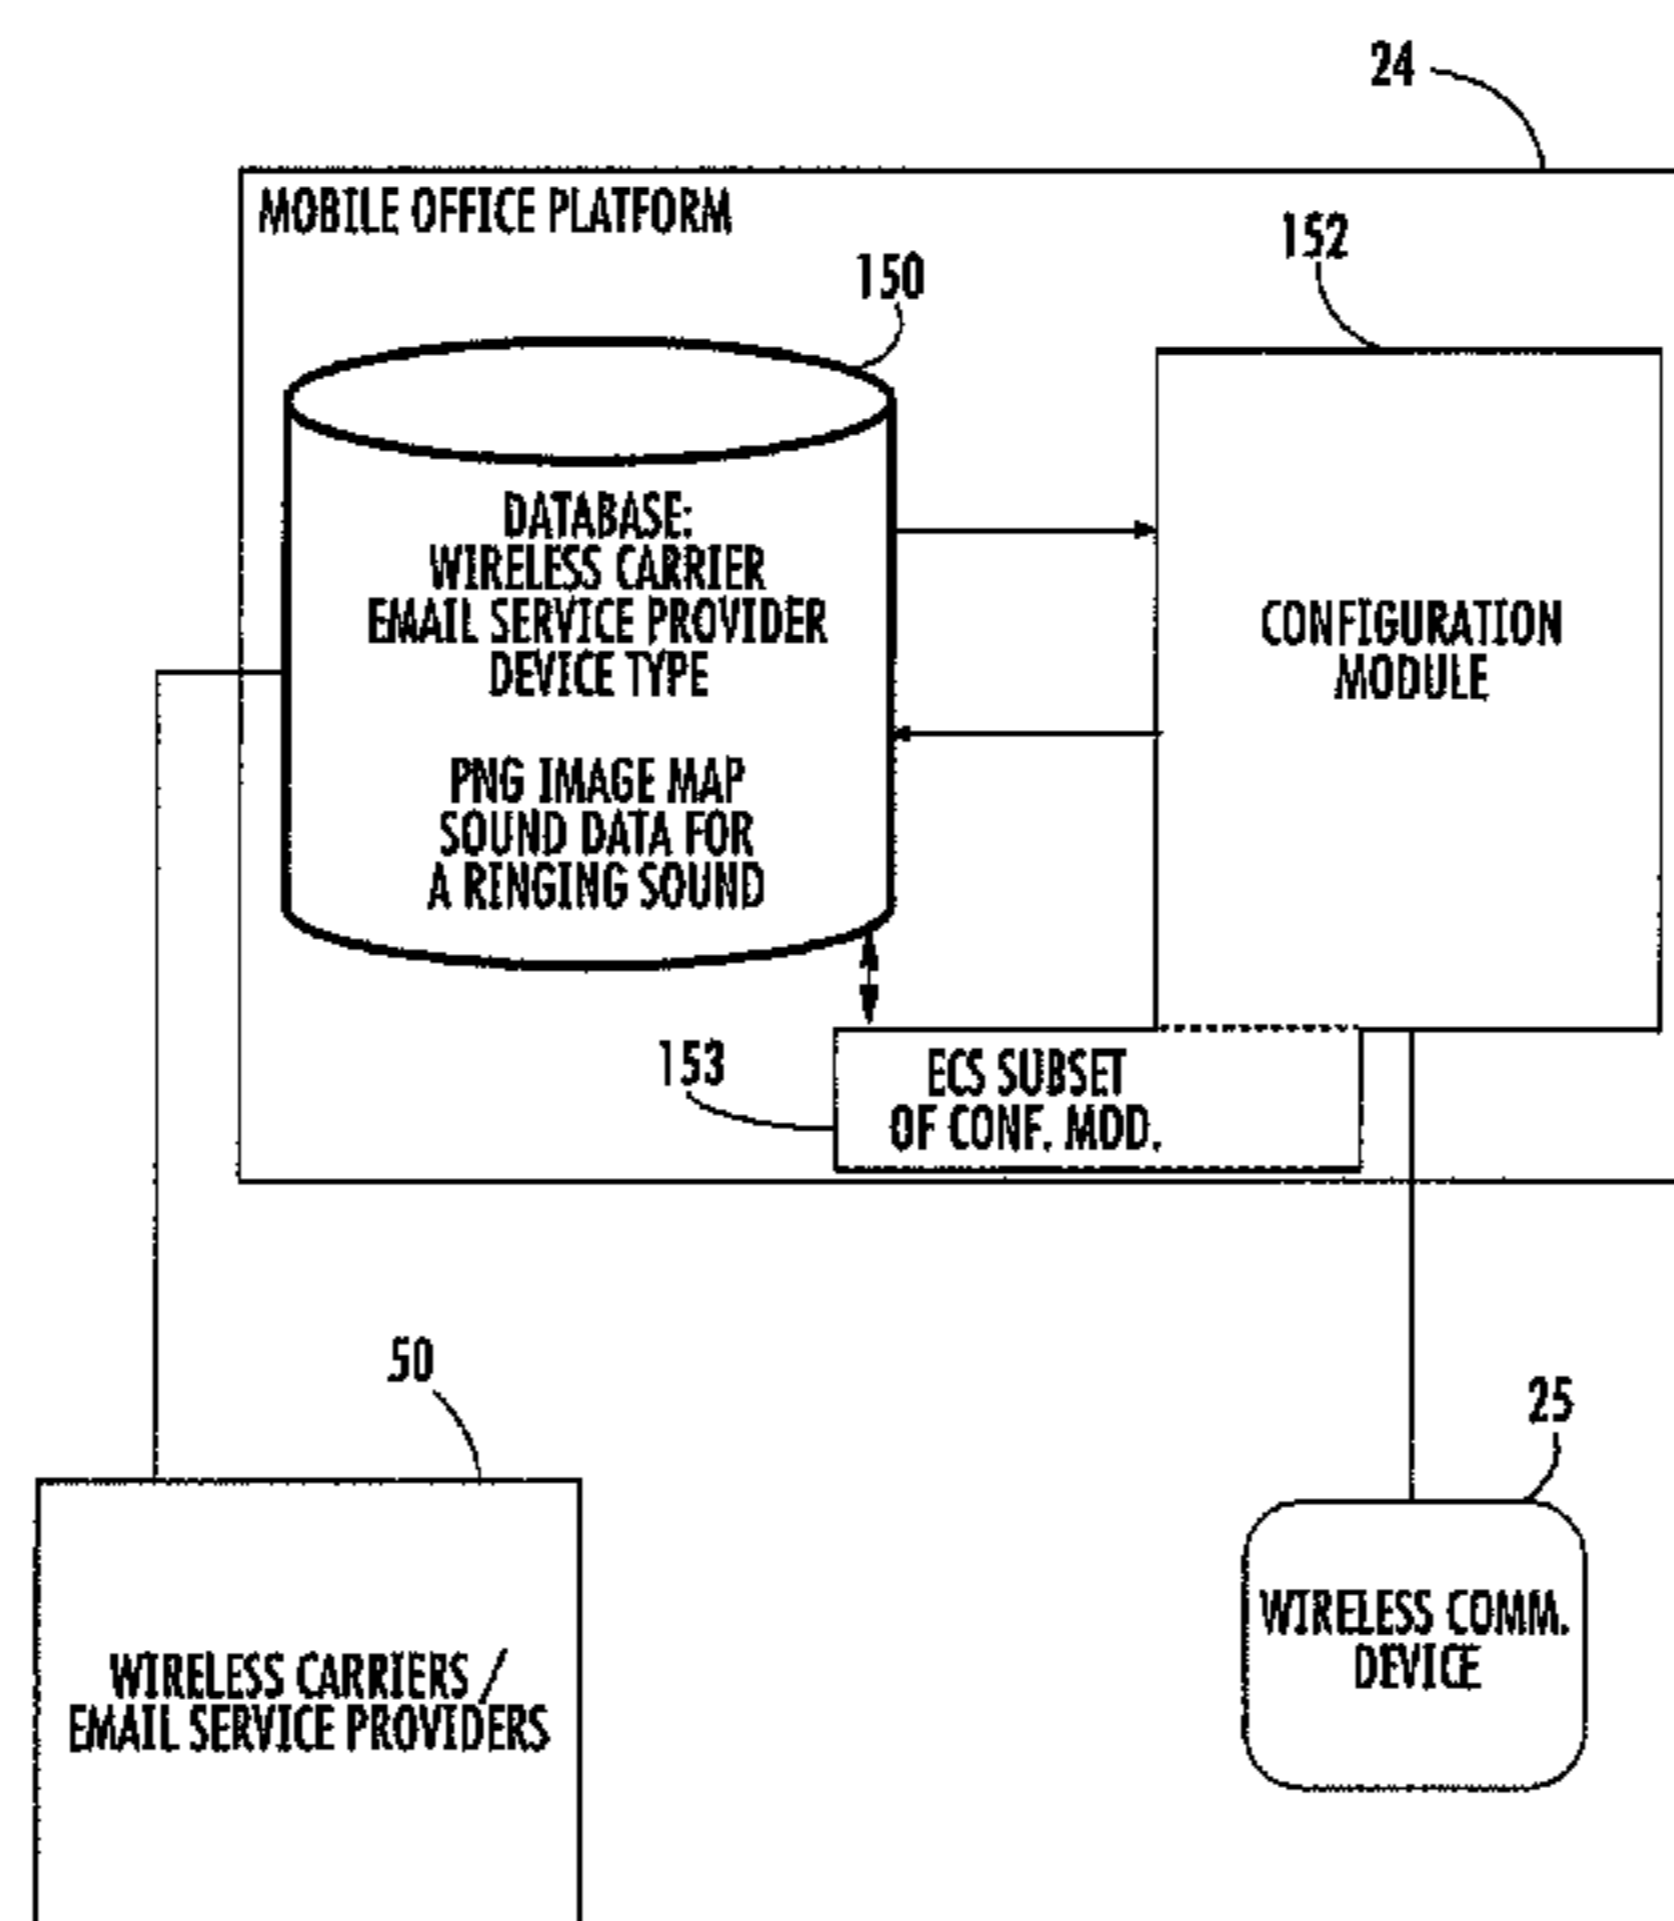 24
MOBILE OFFICE PLATFORM
152
150
DATABASE:
WIRELESS CARRIER
EMAIL SERVICE PROVIDER
DEVICE TYPE
PNG IMAGE MAP
SOUND DATA FOR
A RINGING SOUND
CONFIGURATION
MODULE
153
ECS SUBSET
OF CONF. MOD.
50
25
WIRELESS CARRIERS /
EMAIL SERVICE PROVIDERS
WIRELESS COMM.
DEVICE